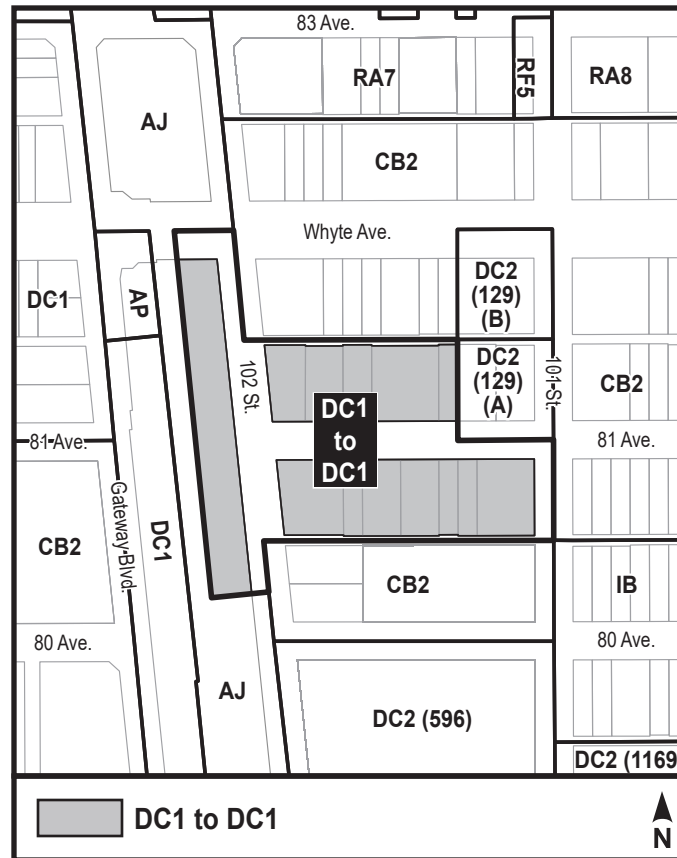 83 Ave.
RA7
RF5
RA8
AJ
CB2
Whyte Ave.
DC1
AP
DC2
(129)
(B)
DC2
(129)
(A)
102 St.
101 St.
CB2
DC1
to
DC1
81 Ave.
81 Ave.
Gateway Blvd.
DC1
CB2
CB2
IB
80 Ave.
80 Ave.
AJ
DC2 (596)
DC2 (1169
DC1 to DC1
N